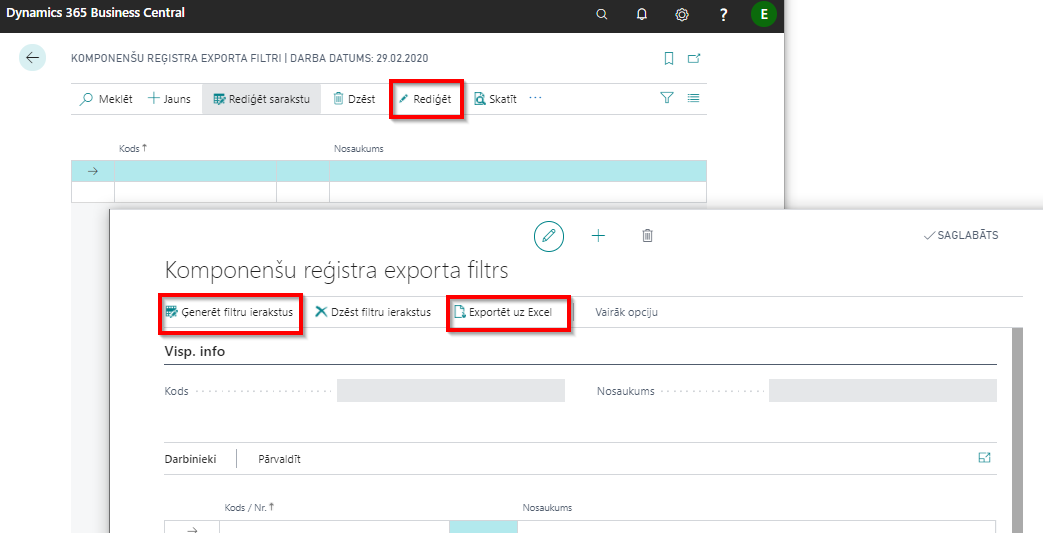 Dynamics 365 Business Central
?
E
KOMPONENŠU REĢISTRA EXPORTA FILTRI | DARBA DATUMS: 29.02.2020
Meklēt
Jauns
Rediģēt sarakstu
Dzēst
Rediģēt
Skatīt
...
Kods ↑
Nosaukums
SAGLABĀTS
Komponenšu reģistra exporta filtrs
Ģenerēt filtru ierakstus
Dzēst filtru ierakstus
Exportēt uz Excel
Vairāk opciju
Visp. info
Kods
Nosaukums
Darbinieki
Pārvaldīt
Kods / Nr. ↑
Nosaukums